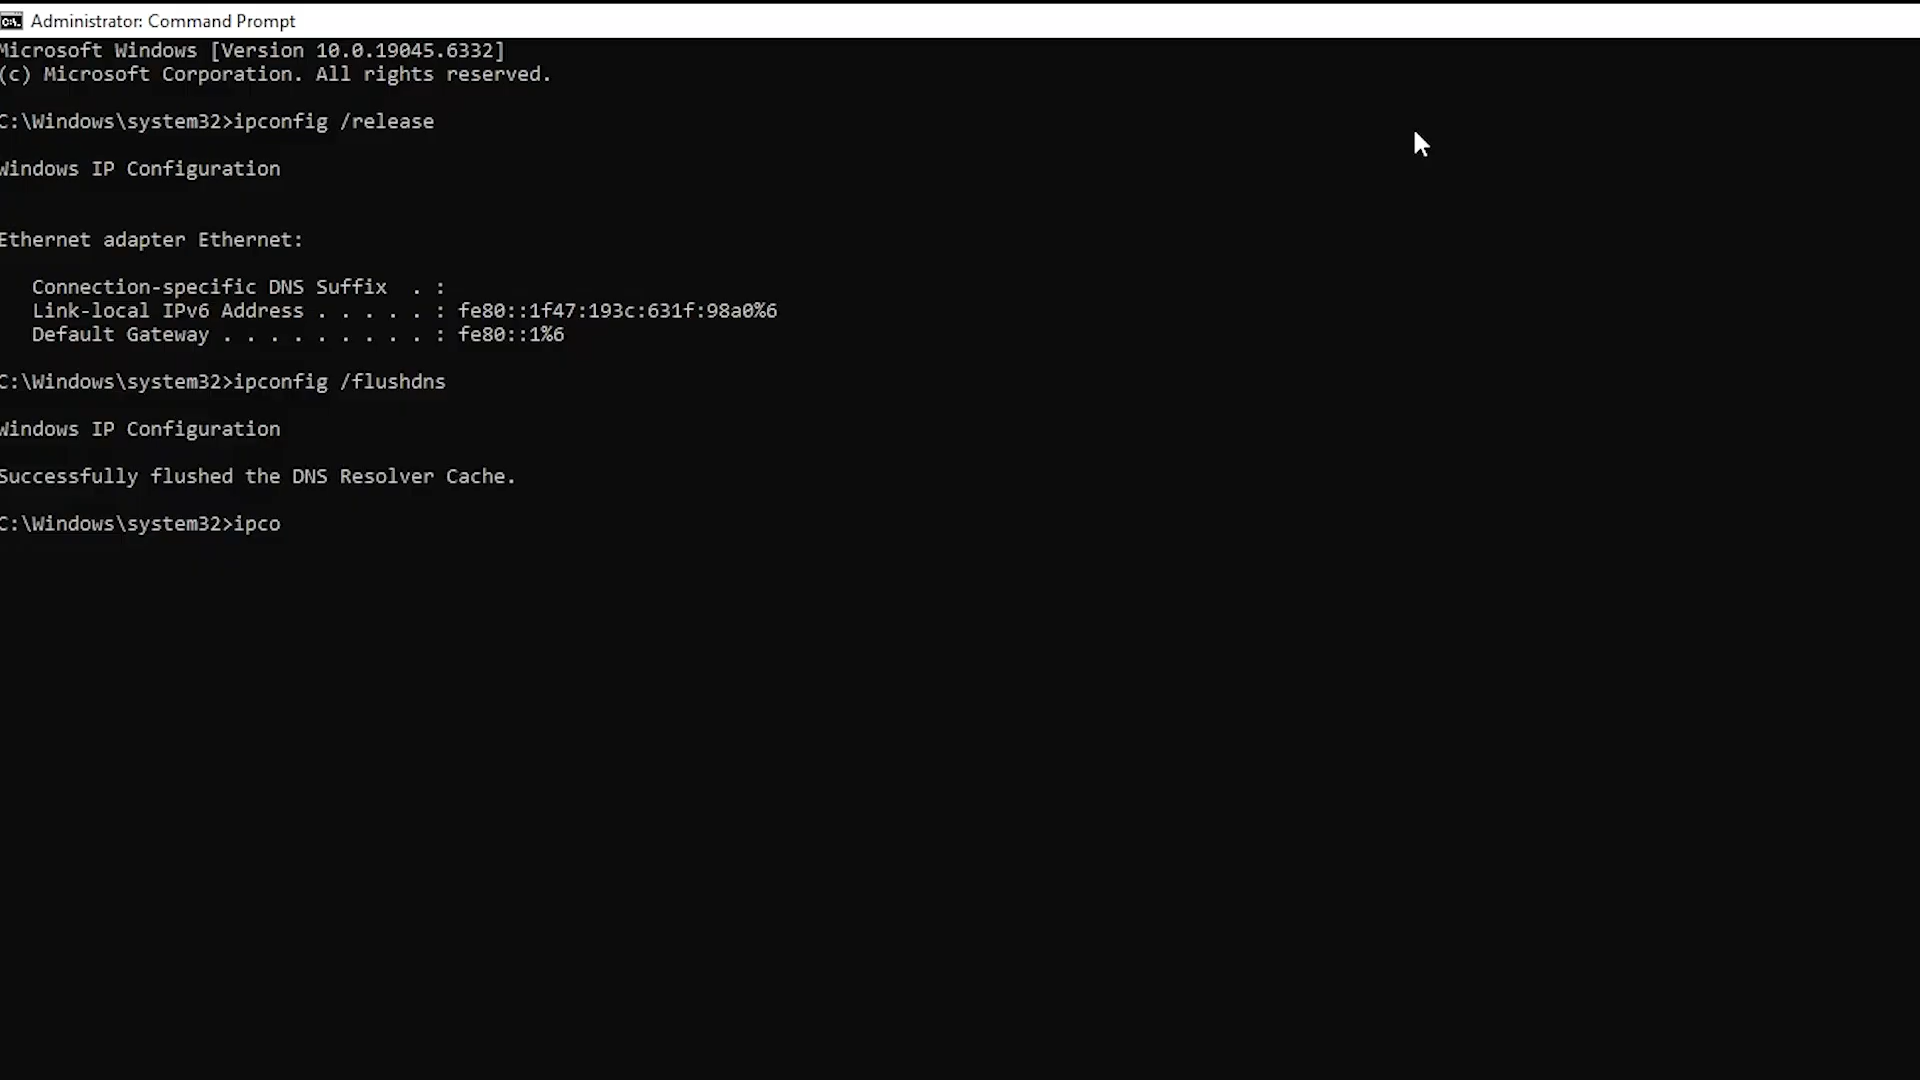 Administrator: Command Prompt
Microsoft Windows [Version 10.0.19045.6332]
(c) Microsoft Corporation. All rights reserved.
C:\Windows\system32>ipconfig /release
Windows IP Configuration
Ethernet adapter Ethernet:
Connection-specific DNS Suffix  . :
Link-local IPv6 Address . . . . . : fe80::1f47:193c:631f:98a0%6
Default Gateway . . . . . . . . . : fe80::1%6
C:\Windows\system32>ipconfig /flushdns
Windows IP Configuration
Successfully flushed the DNS Resolver Cache.
C:\Windows\system32>ipco